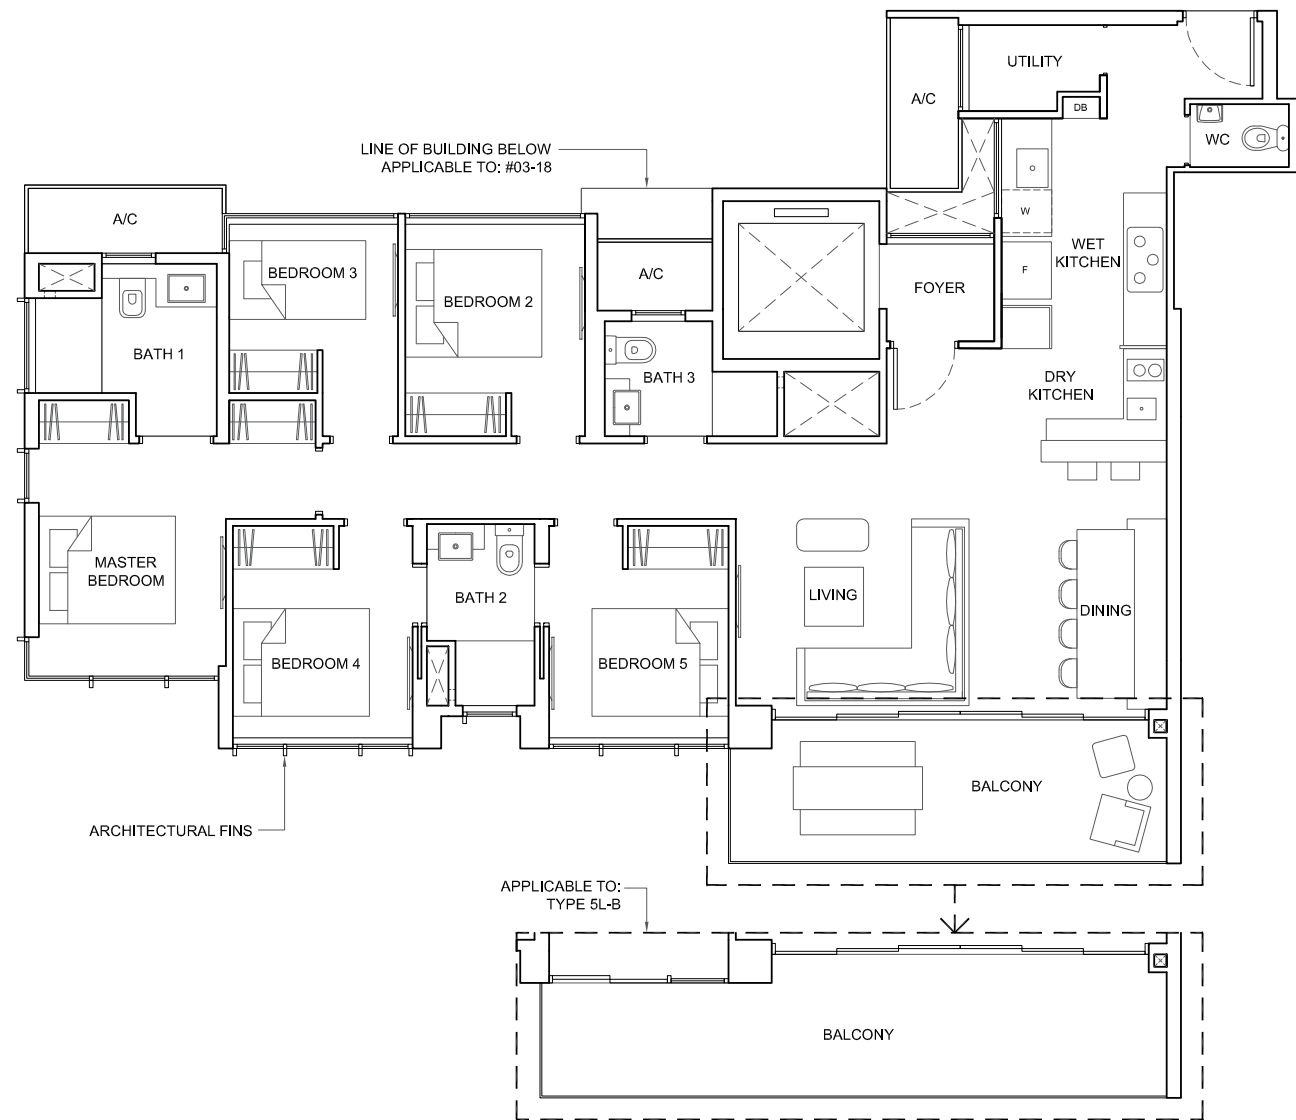 UTILITY
A/C
DB
WC
LINE OF BUILDING BELOW
APPLICABLE TO: #03-18
A/C
W
WET
KITCHEN
BEDROOM 3
BEDROOM 2
A/C
F
FOYER
BATH 1
BATH 3
D
DRY
KITCHEN
MASTER
BEDROOM
BATH 2
LIVING
DINING
BEDROOM 4
BEDROOM 5
BALCONY
ARCHITECTURAL FINS
APPLICABLE TO:
TYPE 5L-B
BALCONY